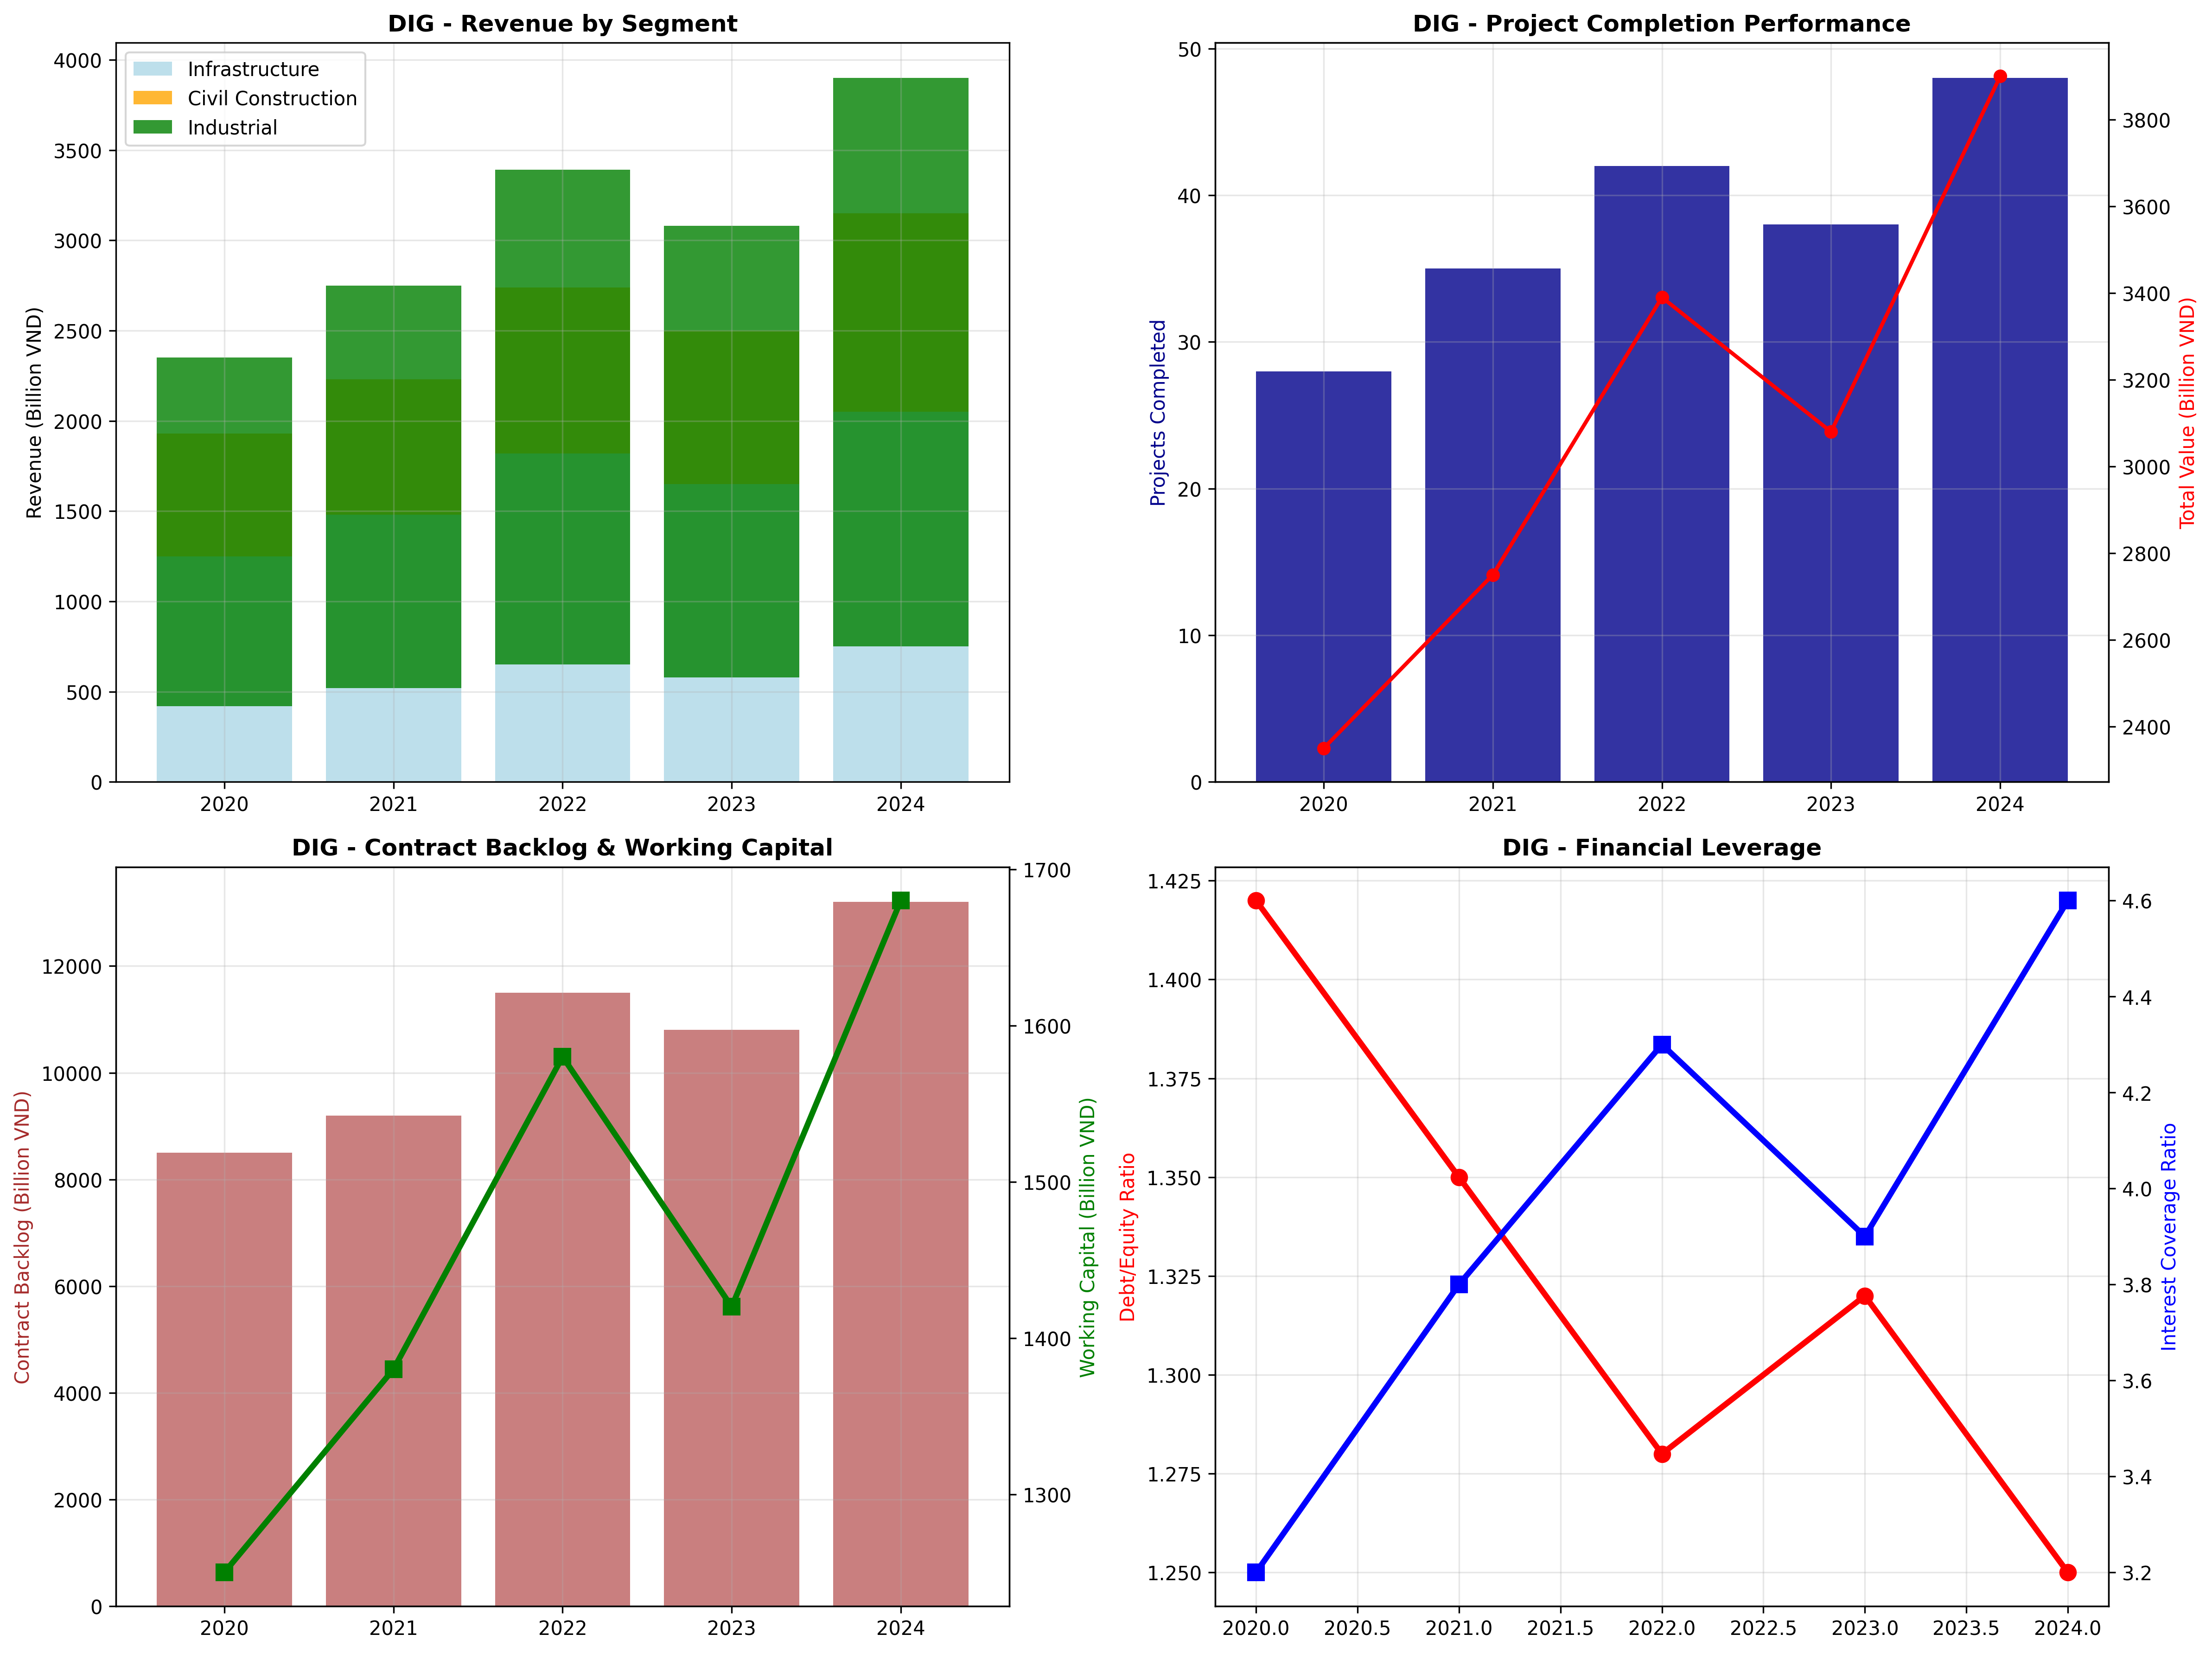 DIG - Revenue by Segment
Revenue (Billion VND)
4000
3500
3000
2500
2000
1500
1000
500
0
Infrastructure
Civil Construction
Industrial
2020 2021 2022 2023 2024
DIG - Project Completion Performance
Projects Completed
50
40
30
20
10
0
3800
3600
3400
3200
3000
2800
2600
2400
Total Value (Billion VND)
2020 2021 2022 2023 2024
DIG - Contract Backlog & Working Capital
Contract Backlog (Billion VND)
12000
10000
8000
6000
4000
2000
0
1700
1600
1500
1400
1300
Working Capital (Billion VND)
2020 2021 2022 2023 2024
DIG - Financial Leverage
Debt/Equity Ratio
1.425
1.400
1.375
1.350
1.325
1.300
1.275
1.250
4.6
4.4
4.2
4.0
3.8
3.6
3.4
3.2
Interest Coverage Ratio
2020.0 2020.5 2021.0 2021.5 2022.0 2022.5 2023.0 2023.5 2024.0